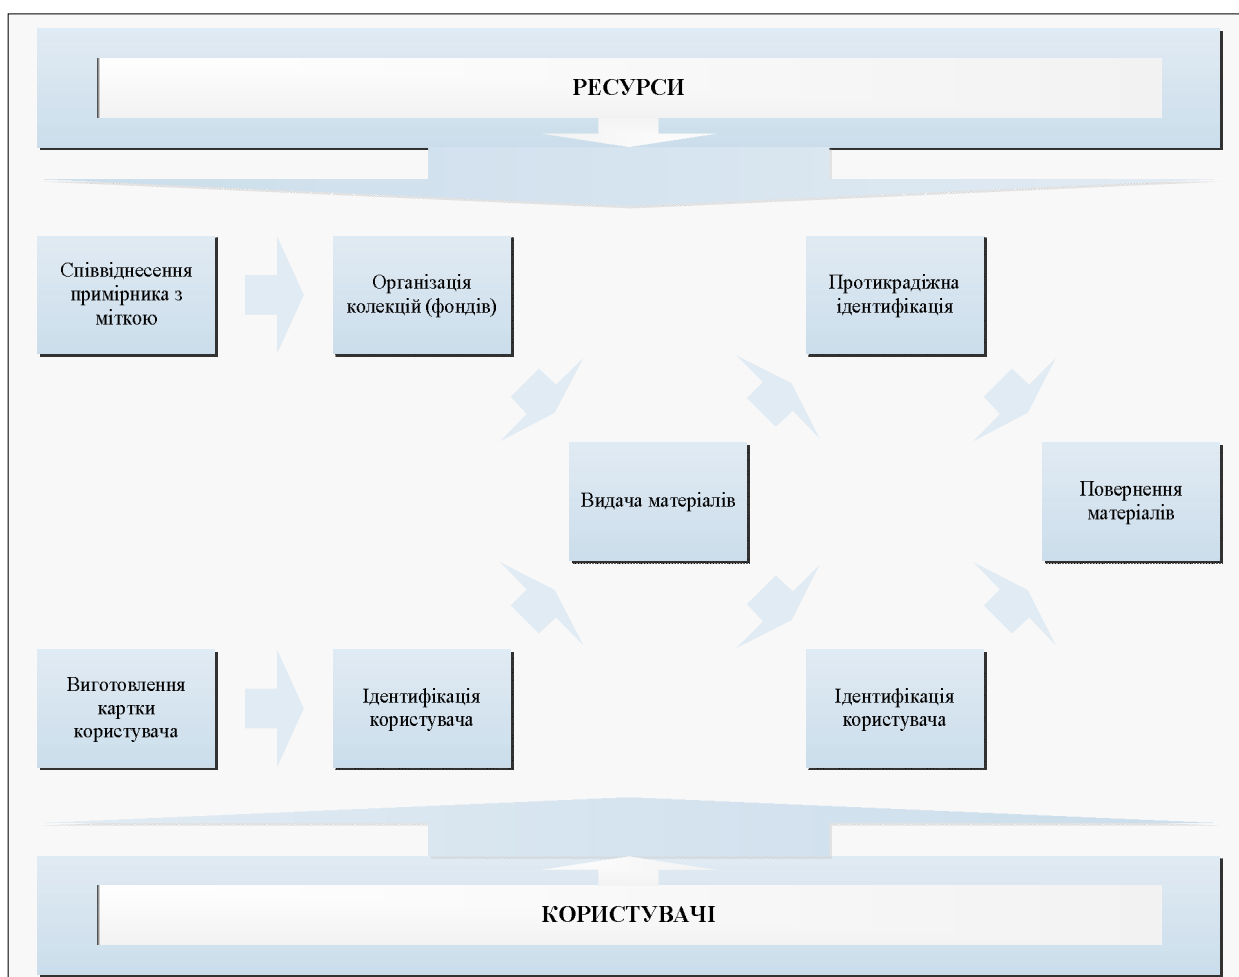 РЕСУРСИ
Співвіднесення
примірника з
міткою
Організація
колекцій (фондів)
Протикрадіжна
ідентифікація
Видача матеріалів
Повернення
матеріалів
Виготовлення
картки
користувача
Ідентифікація
користувача
Ідентифікація
користувача
КОРИСТУВАЧІ